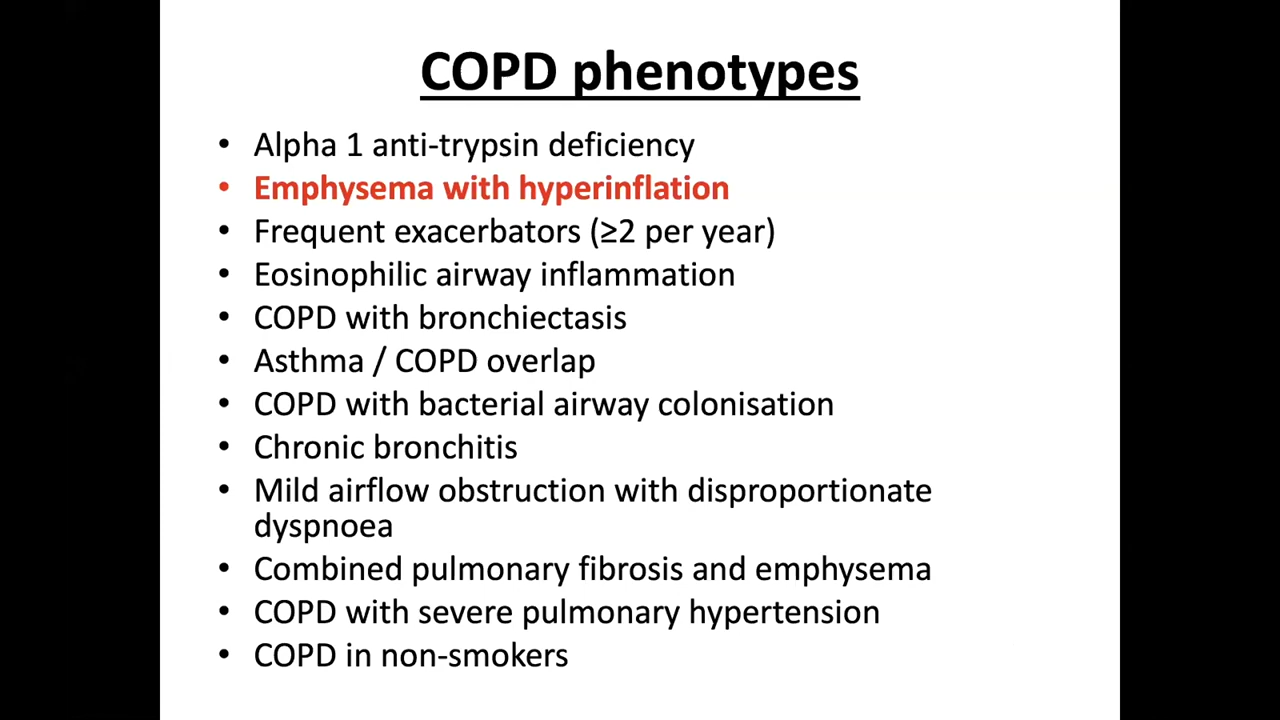 COPD phenotypes
• Alpha 1 anti-trypsin deficiency
• Emphysema with hyperinflation
• Frequent exacerbators (≥2 per year)
• Eosinophilic airway inflammation
• COPD with bronchiectasis
• Asthma / COPD overlap
• COPD with bacterial airway colonisation
• Chronic bronchitis
• Mild airflow obstruction with disproportionate
dyspnoea
• Combined pulmonary fibrosis and emphysema
• COPD with severe pulmonary hypertension
• COPD in non-smokers